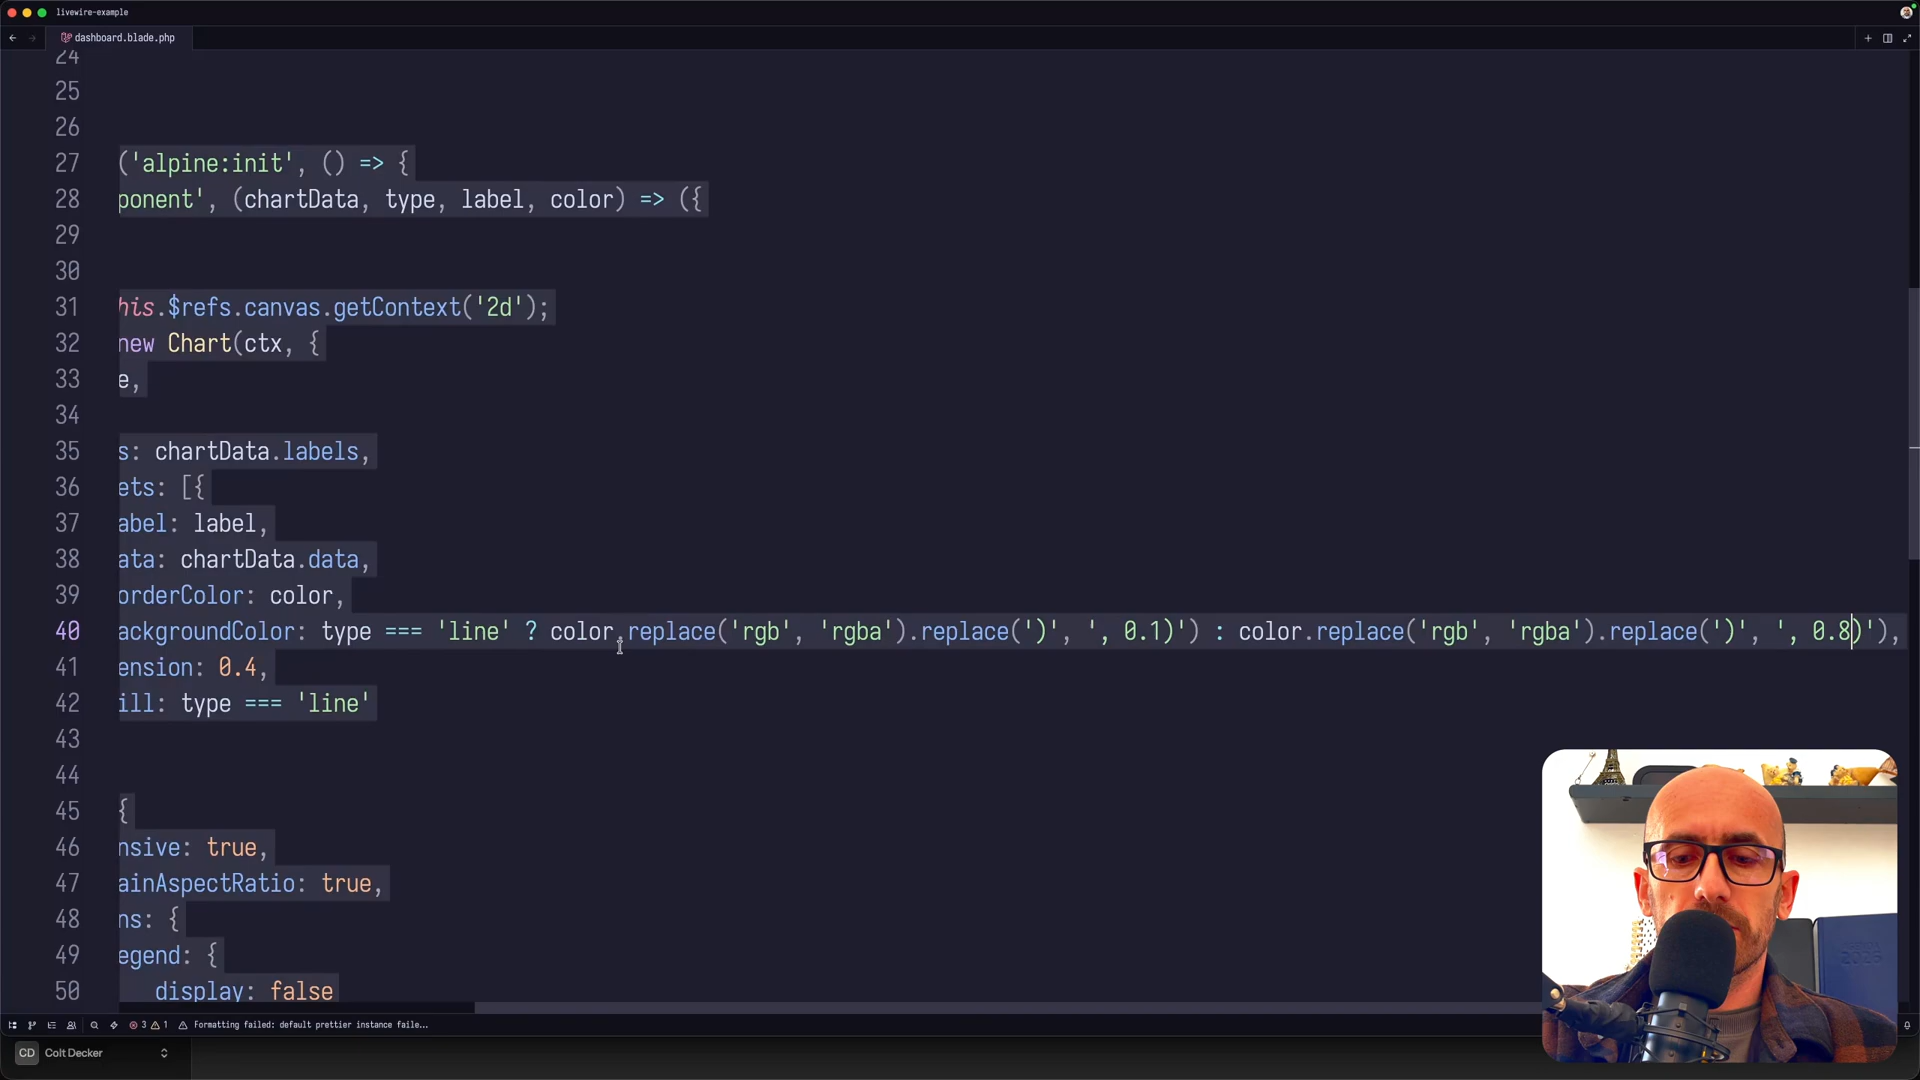 livewire-example
dashboard.blade.php
24
25
26
27 ('alpine:init', () => {
28 ponent', (chartData, type, label, color) => ({
29
30
31 his.$refs.canvas.getContext('2d');
32 new Chart(ctx, {
33 e,
34
35 s: chartData.labels,
36 ets: [{
37 abel: label,
38 ata: chartData.data,
39 orderColor: color,
40 ackgroundColor: type === 'line' ? color.replace('rgb', 'rgba').replace(')', ', 0.1)') : color.replace('rgb', 'rgba').replace(')', ', 0.8)'),
41 ension: 0.4,
42 ill: type === 'line'
43
44
45 {
46 nsive: true,
47 ainAspectRatio: true,
48 ns: {
49 egend: {
50 display: false
3 1 Formatting failed: default prettier instance faile...
CD Colt Decker